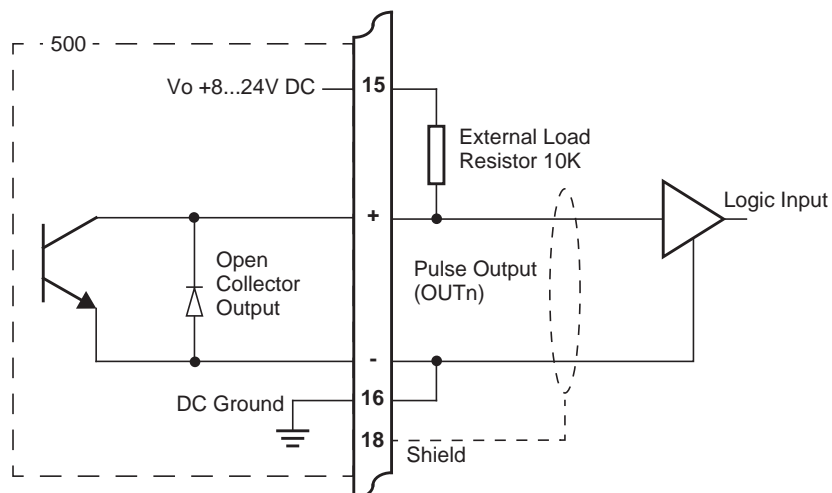 500
Vo +8...24V DC
15
External Load
Resistor 10K
+
Logic Input
Open
Collector
Output
Pulse Output
(OUTn)
-
DC Ground
16
18
Shield